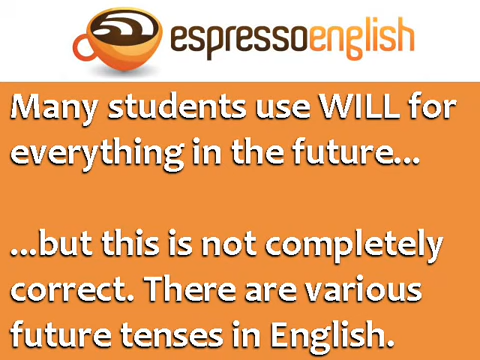 espressoenglish
Many students use WILL for
everything in the future...
...but this is not completely
correct. There are various
future tenses in English.